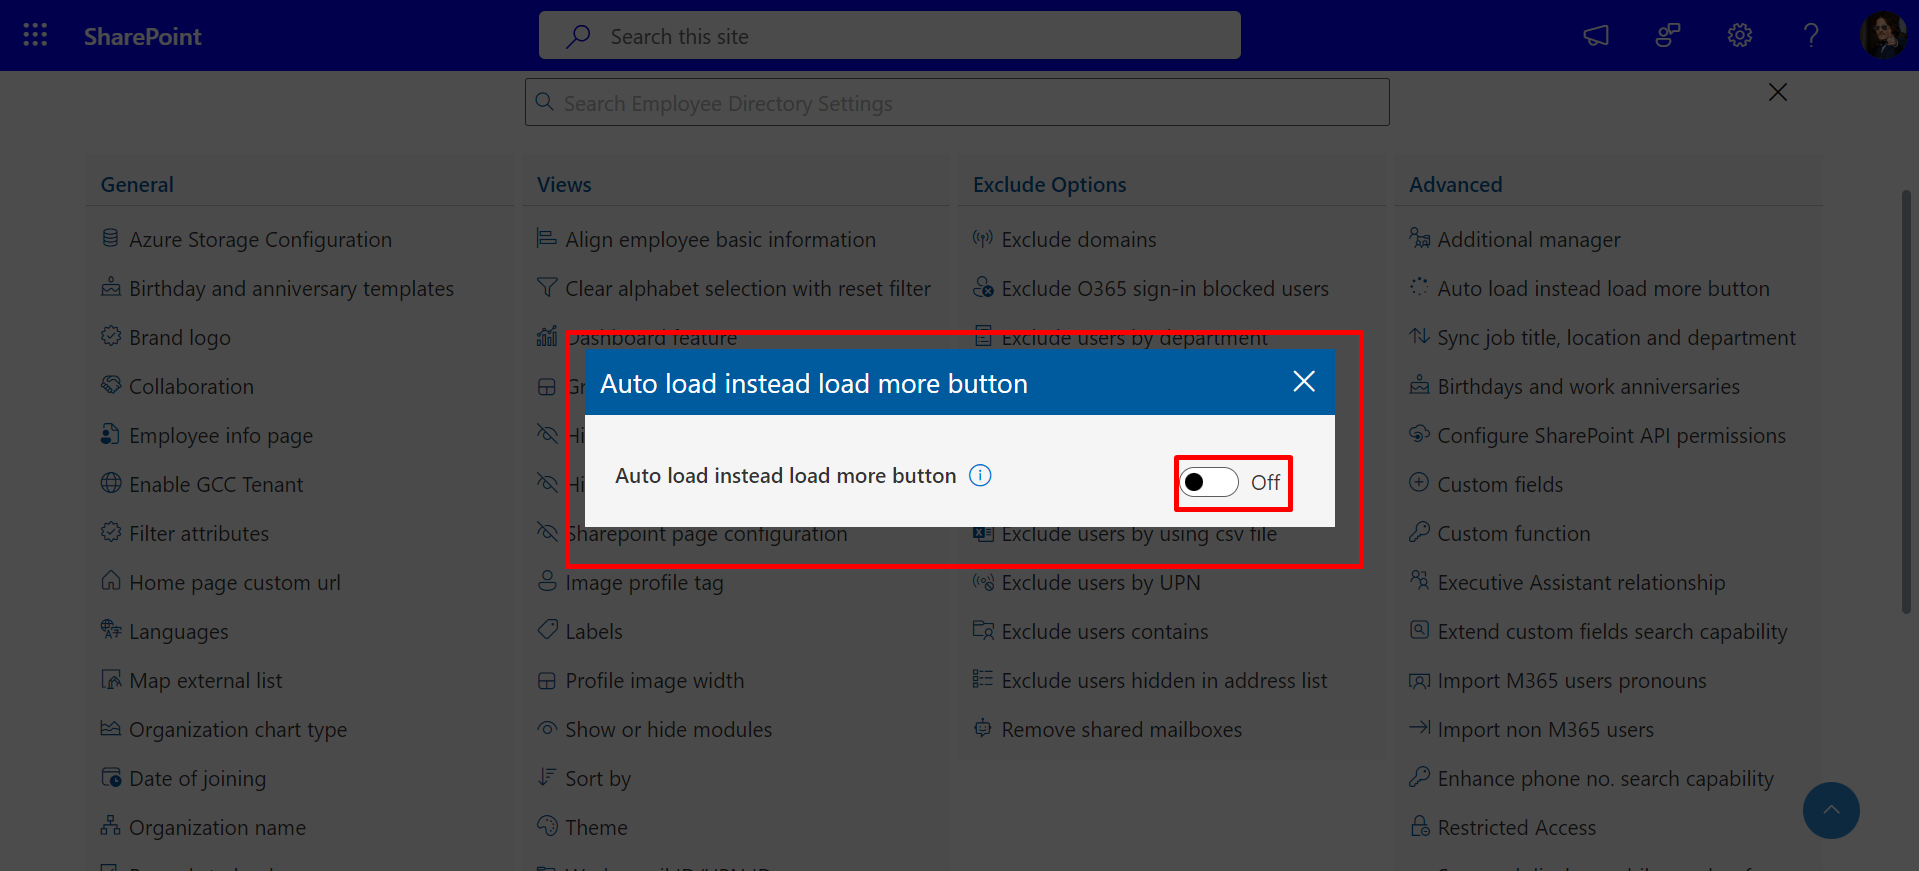 SharePoint
Search this site
Search Employee Directory Settings
General
Azure Storage Configuration
Birthday and anniversary templates
Brand logo
Collaboration
Employee info page
Enable GCC Tenant
Filter attributes
Home page custom url
Languages
Map external list
Organization chart type
Date of joining
Organization name
Views
Align employee basic information
Clear alphabet selection with reset filter
Dashboard feature
Gr
Hi
Hi
Sharepoint page configuration
Image profile tag
Labels
Profile image width
Show or hide modules
Sort by
Theme
Exclude Options
Exclude domains
Exclude O365 sign-in blocked users
Exclude users by department
Exclude users by using csv file
Exclude users by UPN
Exclude users contains
Exclude users hidden in address list
Remove shared mailboxes
Advanced
Additional manager
Auto load instead load more button
Sync job title, location and department
Birthdays and work anniversaries
Configure SharePoint API permissions
Custom fields
Custom function
Executive Assistant relationship
Extend custom fields search capability
Import M365 users pronouns
Import non M365 users
Enhance phone no. search capability
Restricted Access
Auto load instead load more button
Auto load instead load more button
Off